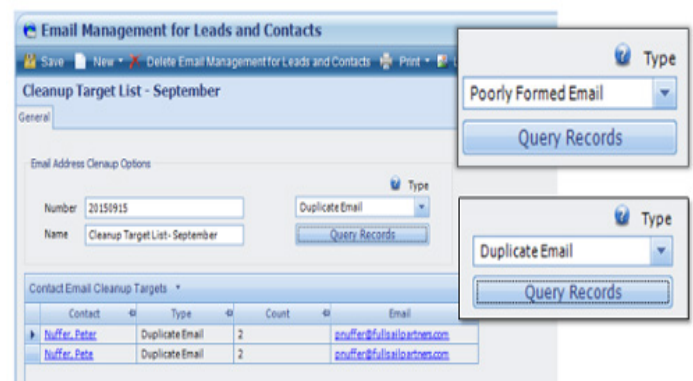 Email Management for Leads and Contacts
Save New Delete Email Management for Leads and Contacts Print
Cleanup Target List - September
General
Email Address Clenaup Options
Type
Number 20150915 Duplicate Email
Name Cleanup Target List- September Query Records
Contact Email Cleanup Targets
Contact Type Count Email
Nuffer, Peter Duplicate Email 2 pnuffer@fullsailpartners.com
Nuffer, Pete Duplicate Email 2 pnuffer@fullsailpartners.com
Type
Poorly Formed Email
Query Records
Type
Duplicate Email
Query Records